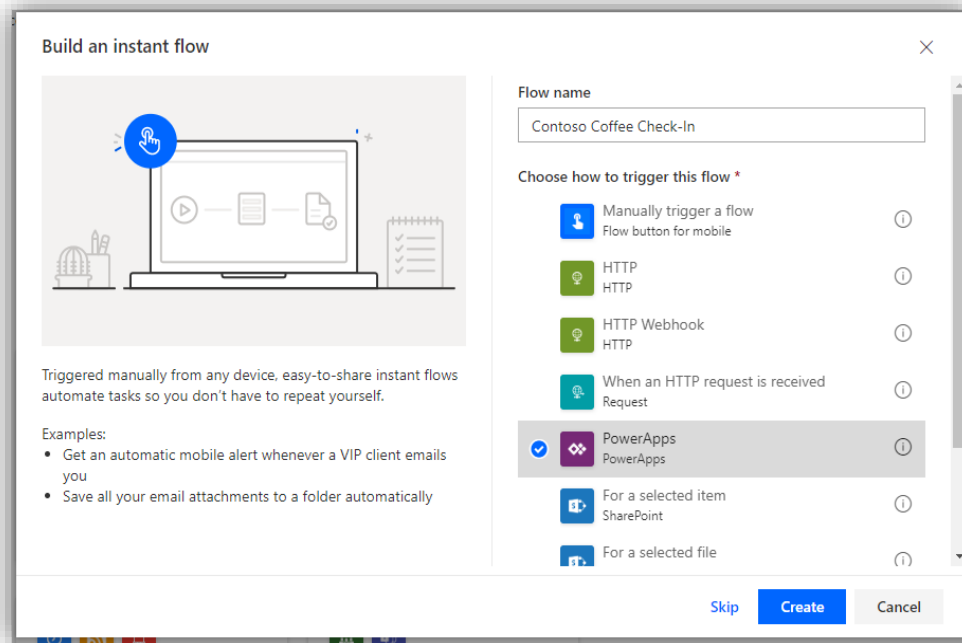 Build an instant flow
Triggered manually from any device, easy-to-share instant flows
automate tasks so you don't have to repeat yourself.
Examples:
• Get an automatic mobile alert whenever a VIP client emails
you
• Save all your email attachments to a folder automatically
Flow name
Contoso Coffee Check-In
Choose how to trigger this flow *
Manually trigger a flow
Flow button for mobile
HTTP
HTTP
HTTP Webhook
HTTP
When an HTTP request is received
Request
PowerApps
PowerApps
For a selected item
SharePoint
For a selected file
Skip
Create
Cancel